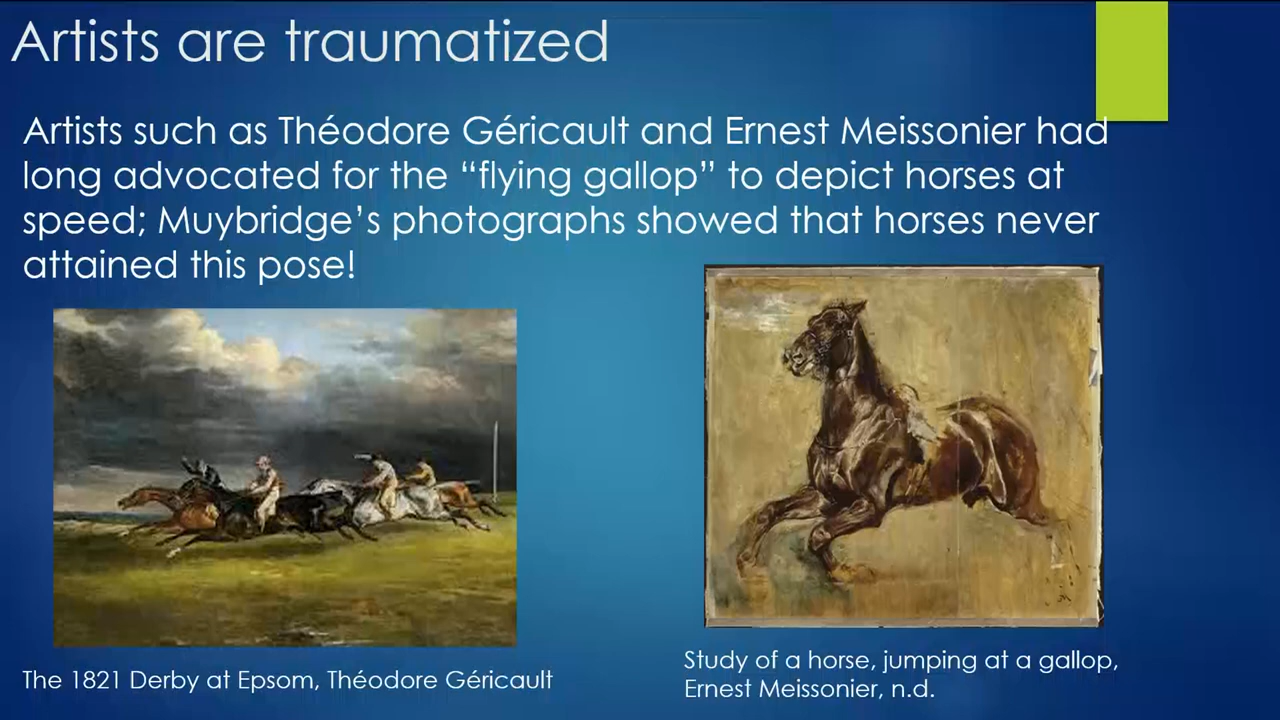 Artists are traumatized
Artists such as Théodore Géricault and Ernest Meissonier had
long advocated for the “flying gallop” to depict horses at
speed; Muybridge’s photographs showed that horses never
attained this pose!
The 1821 Derby at Epsom, Théodore Géricault
Study of a horse, jumping at a gallop,
Ernest Meissonier, n.d.